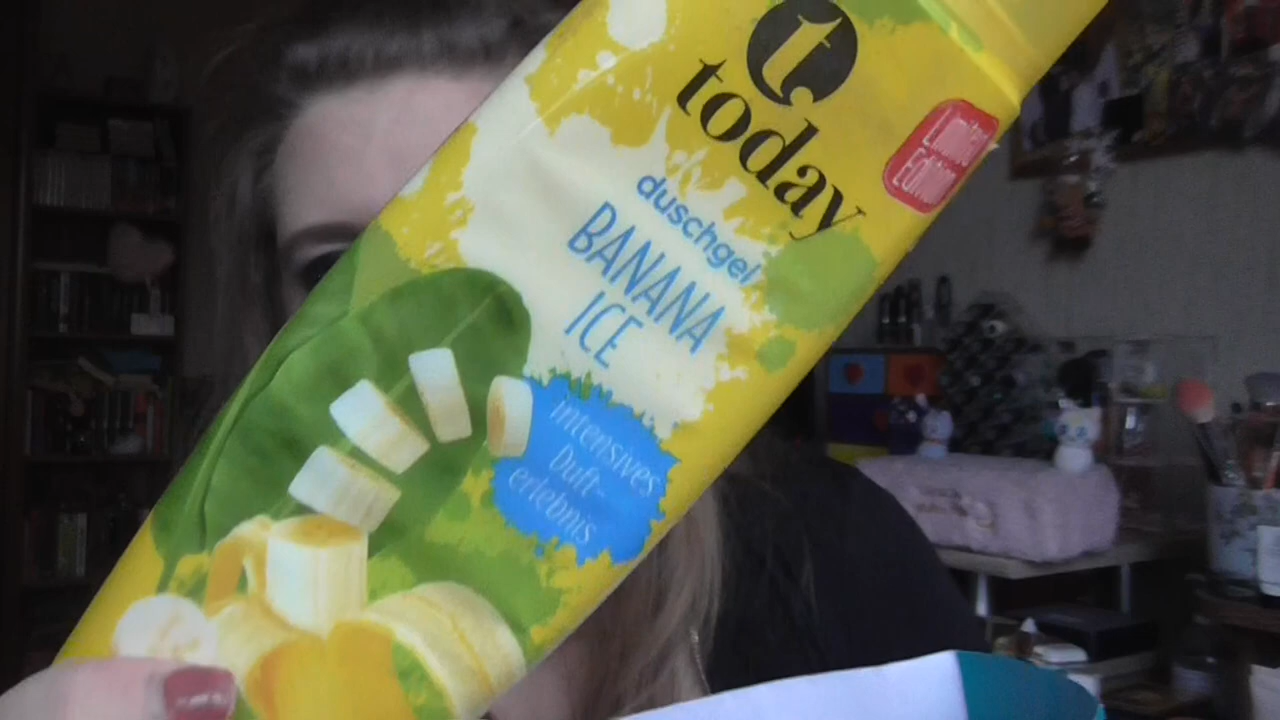 t
today
Limited
Edition
duschgel
BANANA
ICE
intensives
Duft-
erlebnis